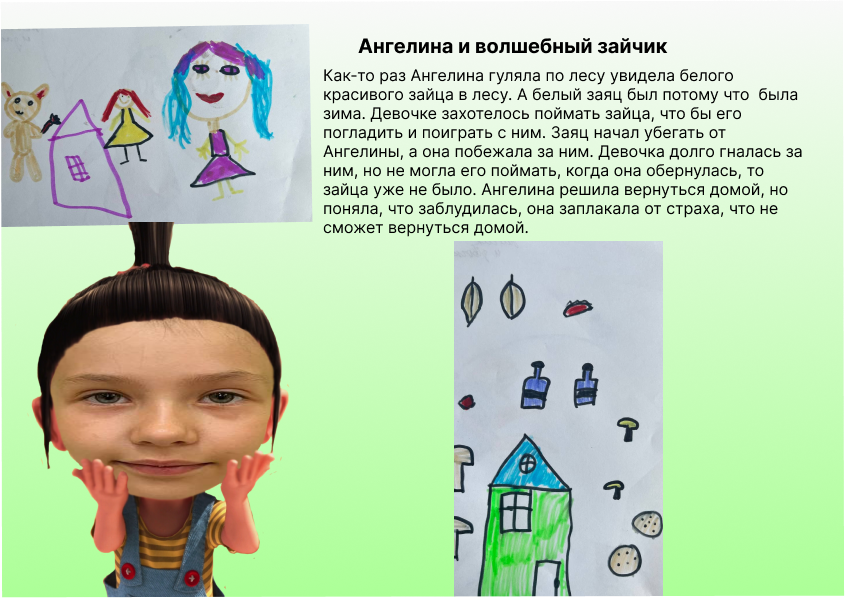 Ангелина и волшебный зайчик
Как-то раз Ангелина гуляла по лесу увидела белого
красивого зайца в лесу. А белый заяц был потому что  была
зима. Девочке захотелось поймать зайца, что бы его
погладить и поиграть с ним. Заяц начал убегать от
Ангелины, а она побежала за ним. Девочка долго гналась за
ним, но не могла его поймать, когда она обернулась, то
зайца уже не было. Ангелина решила вернуться домой, но
поняла, что заблудилась, она заплакала от страха, что не
сможет вернуться домой.